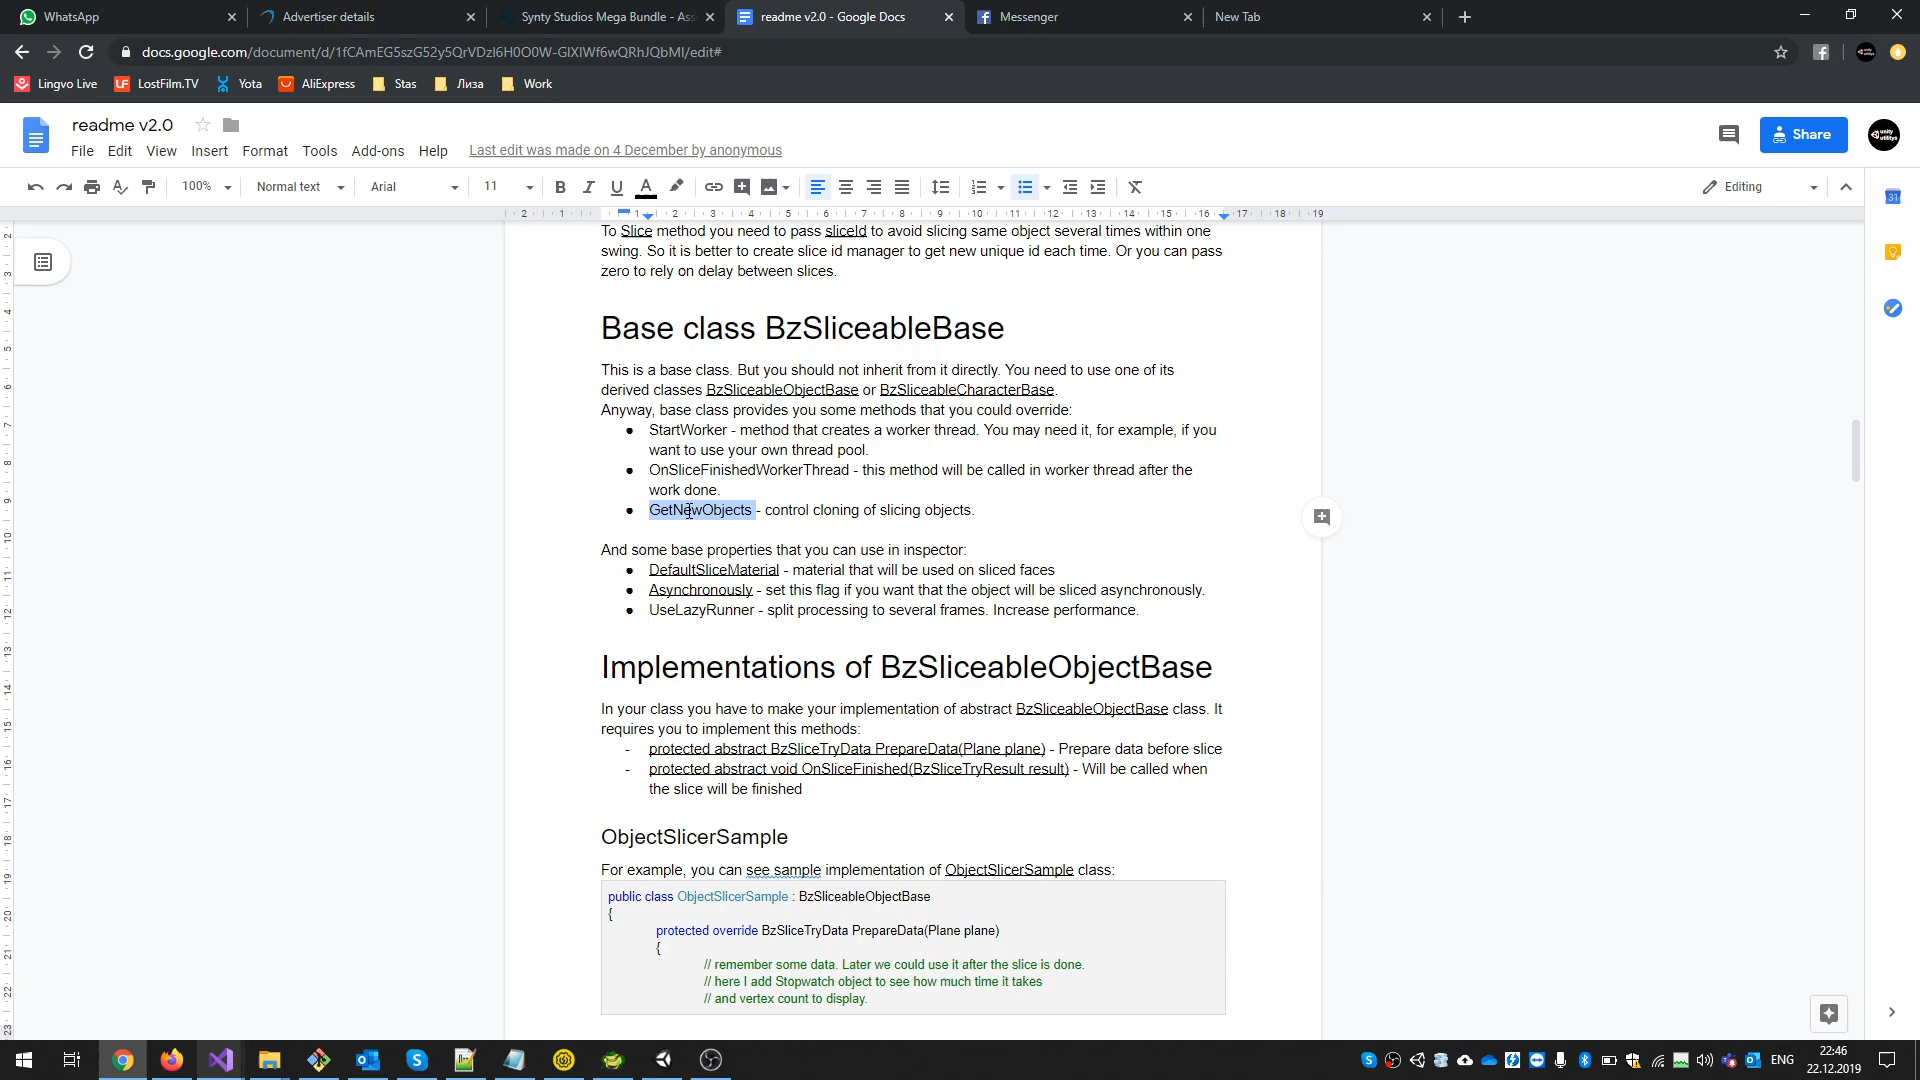 WhatsApp
Advertiser details
Synty Studios Mega Bundle - Ass
readme v2.0 - Google Docs
Messenger
New Tab
docs.google.com/document/d/1fCAmEG5szG52y5QrVDzI6H0O0W-GlXlWf6wQRhJQbMI/edit#
Lingvo Live
LostFilm.TV
Yota
AliExpress
Stas
Лиза
Work
readme v2.0
File Edit View Insert Format Tools Add-ons Help
Last edit was made on 4 December by anonymous
Share
100%
Normal text
Arial
11
Editing
To Slice method you need to pass sliceId to avoid slicing same object several times within one
swing. So it is better to create slice id manager to get new unique id each time. Or you can pass
zero to rely on delay between slices.
Base class BzSliceableBase
This is a base class. But you should not inherit from it directly. You need to use one of its
derived classes BzSliceableObjectBase or BzSliceableCharacterBase.
Anyway, base class provides you some methods that you could override:
● StartWorker - method that creates a worker thread. You may need it, for example, if you
want to use your own thread pool.
● OnSliceFinishedWorkerThread - this method will be called in worker thread after the
work done.
● GetNewObjects - control cloning of slicing objects.
And some base properties that you can use in inspector:
● DefaultSliceMaterial - material that will be used on sliced faces
● Asynchronously - set this flag if you want that the object will be sliced asynchronously.
● UseLazyRunner - split processing to several frames. Increase performance.
Implementations of BzSliceableObjectBase
In your class you have to make your implementation of abstract BzSliceableObjectBase class. It
requires you to implement this methods:
- protected abstract BzSliceTryData PrepareData(Plane plane) - Prepare data before slice
- protected abstract void OnSliceFinished(BzSliceTryResult result) - Will be called when
the slice will be finished
ObjectSlicerSample
For example, you can see sample implementation of ObjectSlicerSample class:
public class ObjectSlicerSample : BzSliceableObjectBase
{
protected override BzSliceTryData PrepareData(Plane plane)
{
// remember some data. Later we could use it after the slice is done.
// here I add Stopwatch object to see how much time it takes
// and vertex count to display.
ENG
22:46
22.12.2019